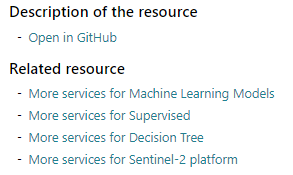 Description of the resource
- Open in GitHub
Related resource
- More services for Machine Learning Models
- More services for Supervised
- More services for Decision Tree
- More services for Sentinel-2 platform